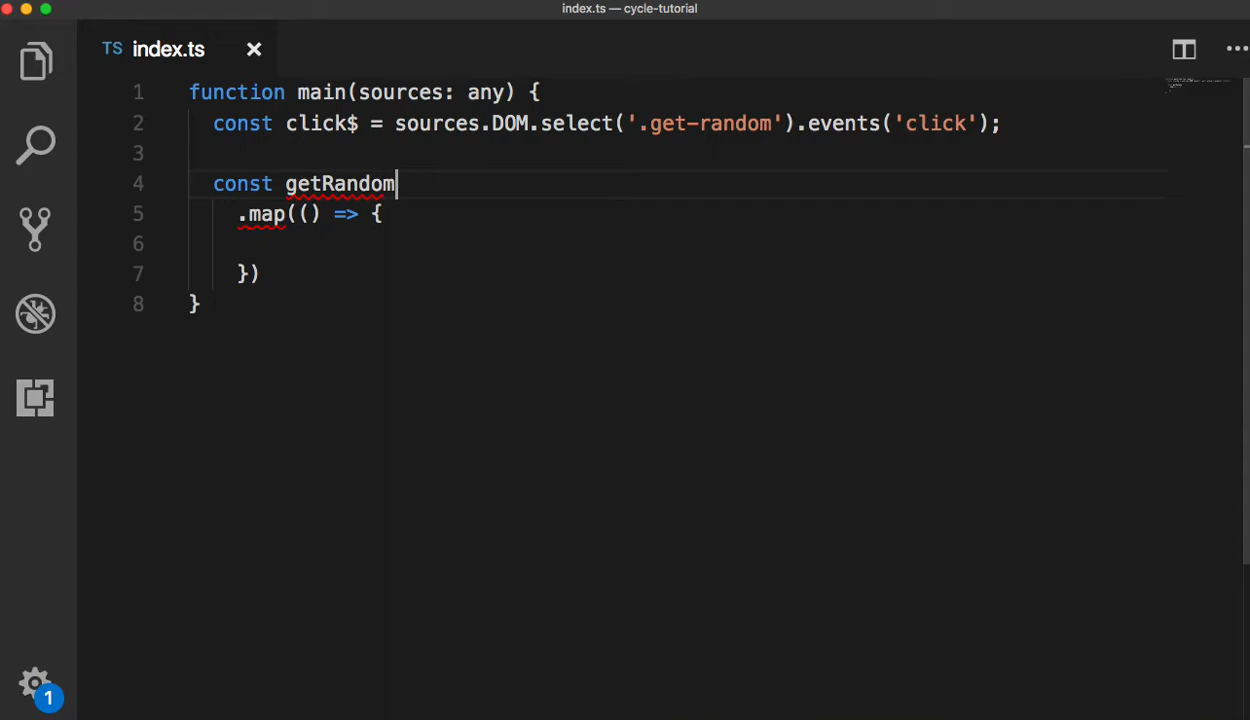 index.ts — cycle-tutorial
TS index.ts ×
1 function main(sources: any) {
2 const click$ = sources.DOM.select('.get-random').events('click');
3
4 const getRandom
5 .map(() => {
6
7 })
8 }
1